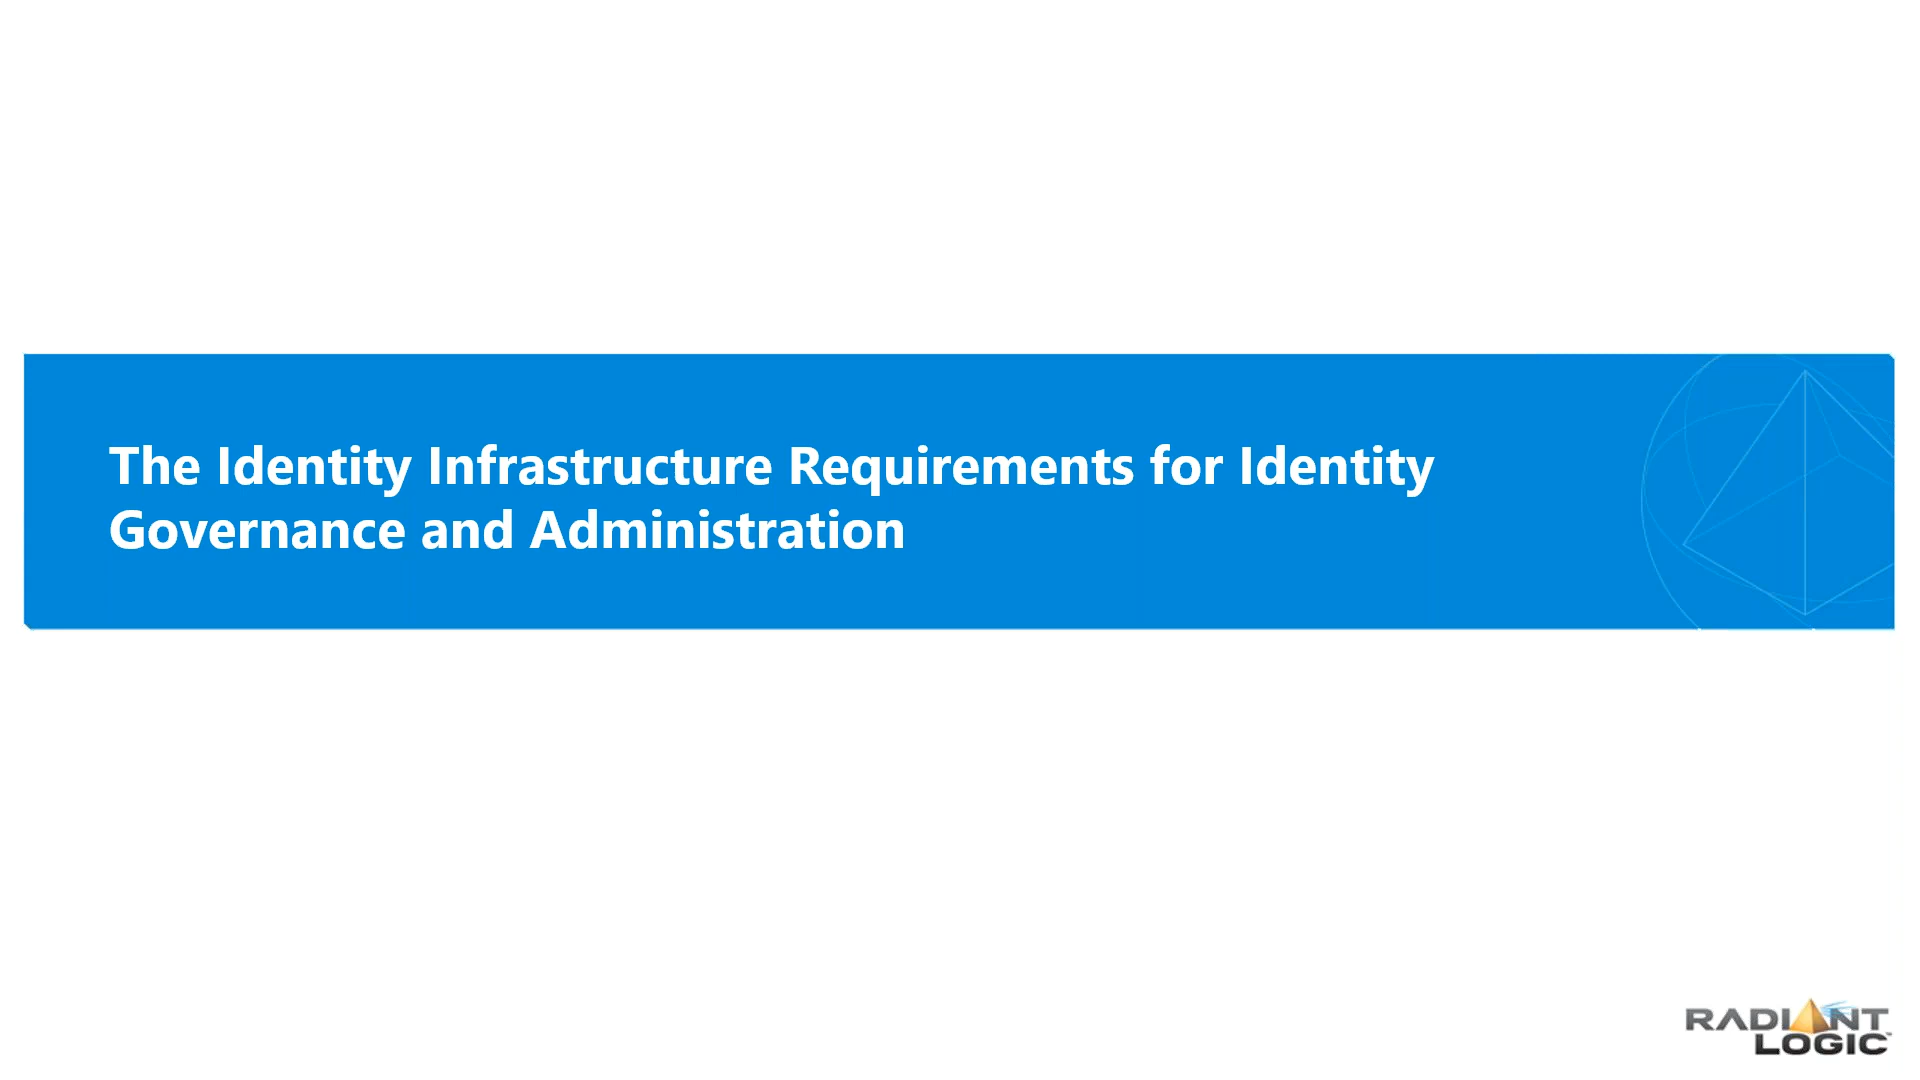 The Identity Infrastructure Requirements for Identity
Governance and Administration
RADIANT
LOGIC